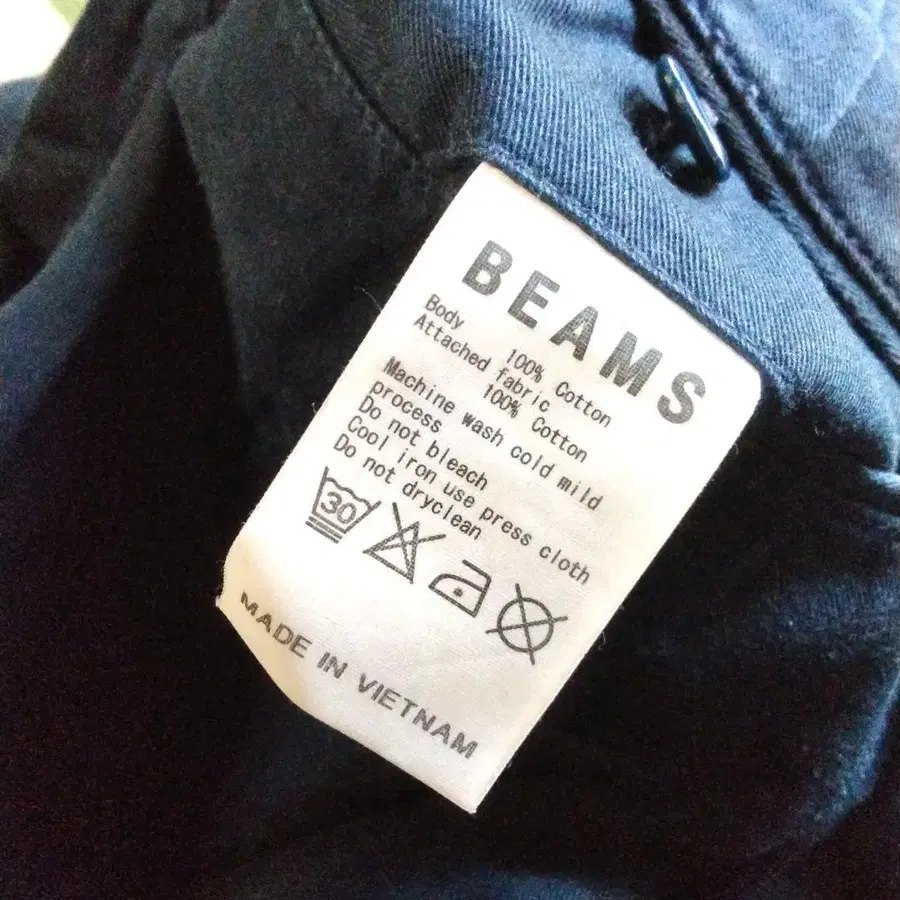 BEAMS
Body
100% Cotton
Attached fabric
100% Cotton
Machine wash cold mild
process
Do not bleach
Cool iron use press cloth
Do not dryclean
30
MADE IN VIETNAM